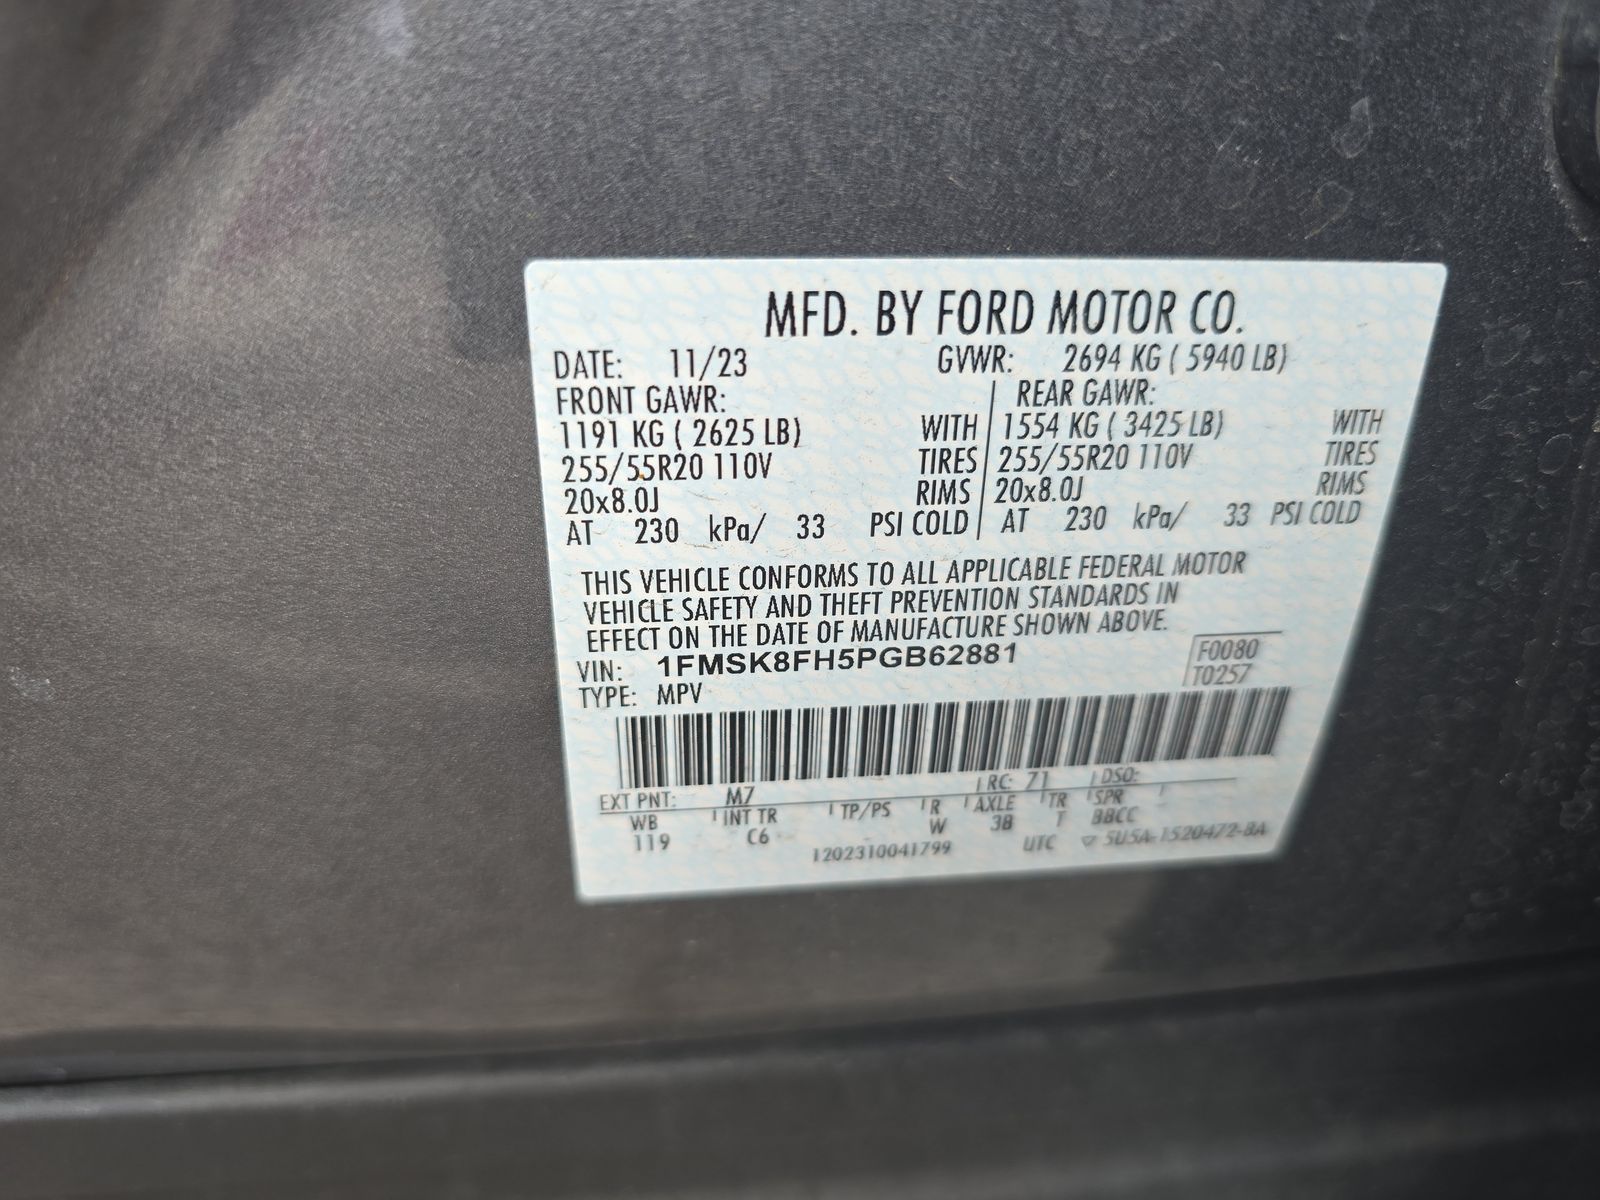 MFD. BY FORD MOTOR CO.
DATE: 11/23 GVWR: 2694 KG ( 5940 LB)
FRONT GAWR: REAR GAWR:
1191 KG ( 2625 LB) WITH 1554 KG ( 3425 LB) WITH
255/55R20 110V TIRES 255/55R20 110V TIRES
20x8.0J RIMS 20x8.0J RIMS
AT 230 kPa/ 33 PSI COLD AT 230 kPa/ 33 PSI COLD
THIS VEHICLE CONFORMS TO ALL APPLICABLE FEDERAL MOTOR
VEHICLE SAFETY AND THEFT PREVENTION STANDARDS IN
EFFECT ON THE DATE OF MANUFACTURE SHOWN ABOVE.
VIN: 1FMSK8FH5PGB62881 F0080
TYPE: MPV T0257
EXT PNT: M7 RC: 71 DSO:
WB INT TR TP/PS R AXLE TR SPR
119 C6 W 3B T BBCC
1202310041799 UTC ▽ 5U5A-1520472-BA